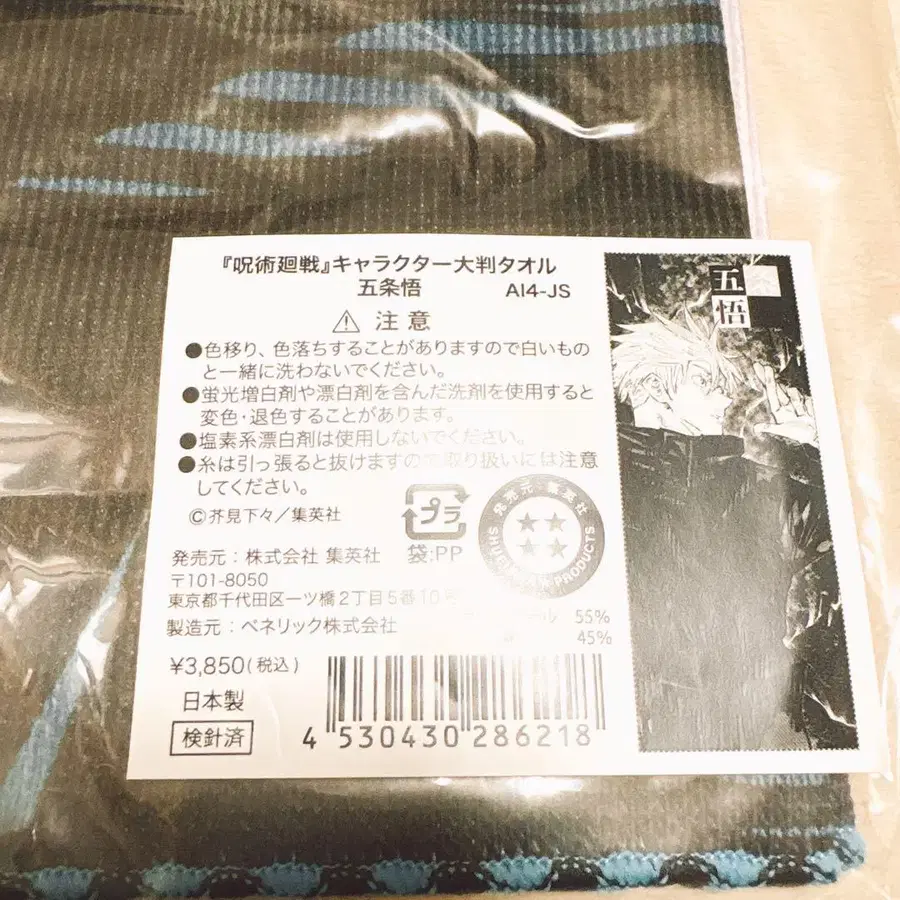 『呪術廻戦』キャラクター大判タオル
五条悟 AI4-JS
⚠ 注意
●色移り、色落ちすることがありますので白いもの
と一緒に洗わないでください。
●蛍光増白剤や漂白剤を含んだ洗剤を使用すると
変色・退色することがあります。
●塩素系漂白剤は使用しないでください。
●糸は引っ張ると抜けますので取り扱いには注意
してください。
©芥見下々/集英社
プラ
袋:PP
発売元・集英社
PRODUCTS
発売元:株式会社 集英社
〒101-8050
東京都千代田区一ツ橋2丁目5番10号
製造元:ベネリック株式会社
ル 55%
45%
¥3,850(税込)
日本製
検針済
4 530430 286218
五条
悟